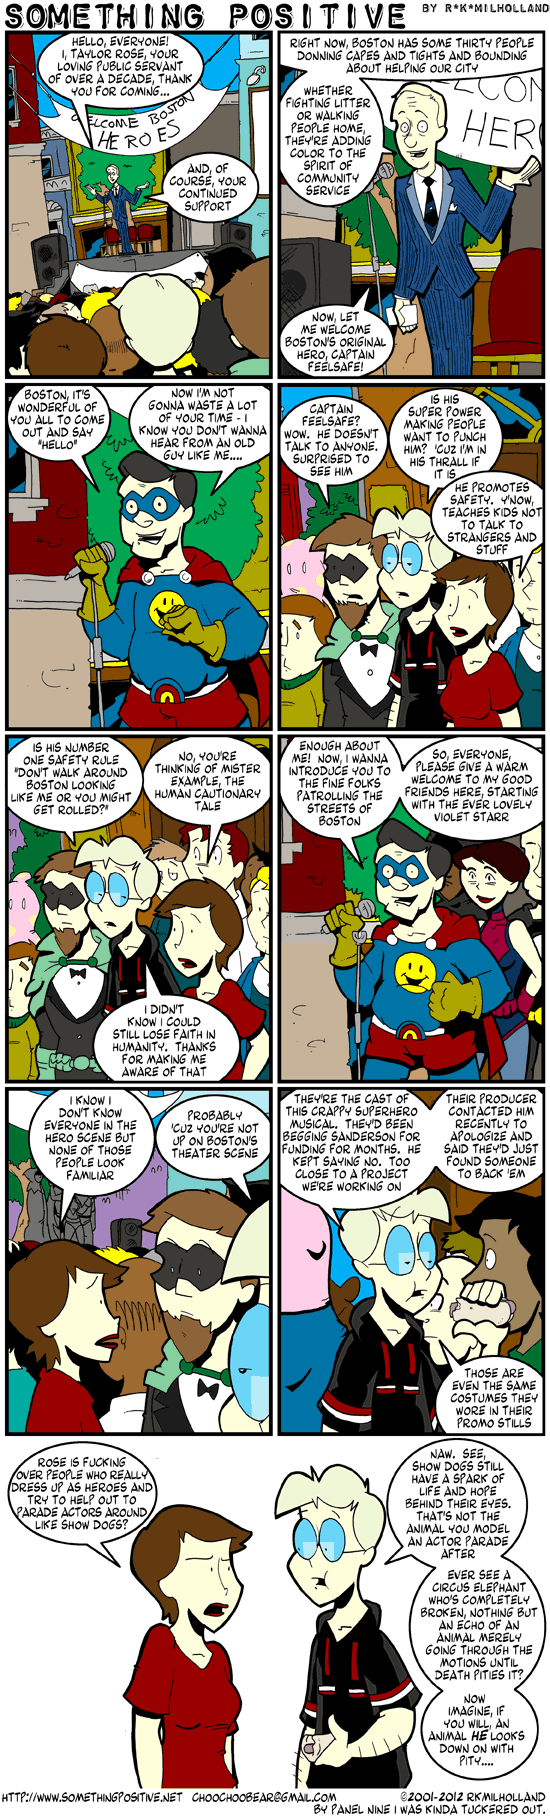 SOMETHING POSITIVE BY R*K*MILHOLLAND
HELLO, EVERYONE!
I, TAYLOR ROSE, YOUR
LOVING PUBLIC SERVANT
OF OVER A DECADE, THANK
YOU FOR COMING...
WELCOME BOSTON
HEROES
AND, OF
COURSE, YOUR
CONTINUED
SUPPORT
RIGHT NOW, BOSTON HAS SOME THIRTY PEOPLE
DONNING CAPES AND TIGHTS AND BOUNDING
ABOUT HELPING OUR CITY
WHETHER
FIGHTING LITTER
OR WALKING
PEOPLE HOME,
THEY'RE ADDING
COLOR TO THE
SPIRIT OF
COMMUNITY
SERVICE
ELCOM
HERO
NOW, LET
ME WELCOME
BOSTON'S ORIGINAL
HERO, CAPTAIN
FEELSAFE!
BOSTON, IT'S
WONDERFUL OF
YOU ALL TO COME
OUT AND SAY
"HELLO"
NOW I'M NOT
GONNA WASTE A LOT
OF YOUR TIME - I
KNOW YOU DON'T WANNA
HEAR FROM AN OLD
GUY LIKE ME....
CAPTAIN
FEELSAFE?
WOW. HE DOESN'T
TALK TO ANYONE.
SURPRISED TO
SEE HIM
IS HIS
SUPER POWER
MAKING PEOPLE
WANT TO PUNCH
HIM? 'CUZ I'M IN
HIS THRALL IF
IT IS
HE PROMOTES
SAFETY. Y'NOW,
TEACHES KIDS NOT
TO TALK TO
STRANGERS AND
STUFF
IS HIS NUMBER
ONE SAFETY RULE
"DON'T WALK AROUND
BOSTON LOOKING
LIKE ME OR YOU MIGHT
GET ROLLED?"
NO, YOU'RE
THINKING OF MISTER
EXAMPLE, THE
HUMAN CAUTIONARY
TALE
I DIDN'T
KNOW I COULD
STILL LOSE FAITH IN
HUMANITY. THANKS
FOR MAKING ME
AWARE OF THAT
ENOUGH ABOUT
ME! NOW, I WANNA
INTRODUCE YOU TO
THE FINE FOLKS
PATROLLING THE
STREETS OF
BOSTON
SO, EVERYONE,
PLEASE GIVE A WARM
WELCOME TO MY GOOD
FRIENDS HERE, STARTING
WITH THE EVER LOVELY
VIOLET STARR
I KNOW I
DON'T KNOW
EVERYONE IN THE
HERO SCENE BUT
NONE OF THOSE
PEOPLE LOOK
FAMILIAR
PROBABLY
'CUZ YOU'RE NOT
UP ON BOSTON'S
THEATER SCENE
THEY'RE THE CAST OF
THIS CRAPPY SUPERHERO
MUSICAL. THEY'D BEEN
BEGGING SANDERSON FOR
FUNDING FOR MONTHS. HE
KEPT SAYING NO. TOO
CLOSE TO A PROJECT
WE'RE WORKING ON
THEIR PRODUCER
CONTACTED HIM
RECENTLY TO
APOLOGIZE AND
SAID THEY'D JUST
FOUND SOMEONE
TO BACK 'EM
THOSE ARE
EVEN THE SAME
COSTUMES THEY
WORE IN THEIR
PROMO STILLS
ROSE IS FUCKING
OVER PEOPLE WHO REALLY
DRESS UP AS HEROES AND
TRY TO HELP OUT TO
PARADE ACTORS AROUND
LIKE SHOW DOGS?
NAW. SEE,
SHOW DOGS STILL
HAVE A SPARK OF
LIFE AND HOPE
BEHIND THEIR EYES.
THAT'S NOT THE
ANIMAL YOU MODEL
AN ACTOR PARADE
AFTER
EVER SEE A
CIRCUS ELEPHANT
WHO'S COMPLETELY
BROKEN, NOTHING BUT
AN ECHO OF AN
ANIMAL MERELY
GOING THROUGH THE
MOTIONS UNTIL
DEATH PITIES IT?
NOW
IMAGINE, IF
YOU WILL, AN
ANIMAL HE LOOKS
DOWN ON WITH
PITY....
HTTP://WWW.SOMETHINGPOSITIVE.NET CHOOCHOOBEAR@GMAIL.COM ©2001-2012 RKMILHOLLAND
BY PANEL NINE I WAS KINDA TUCKERED OUT.